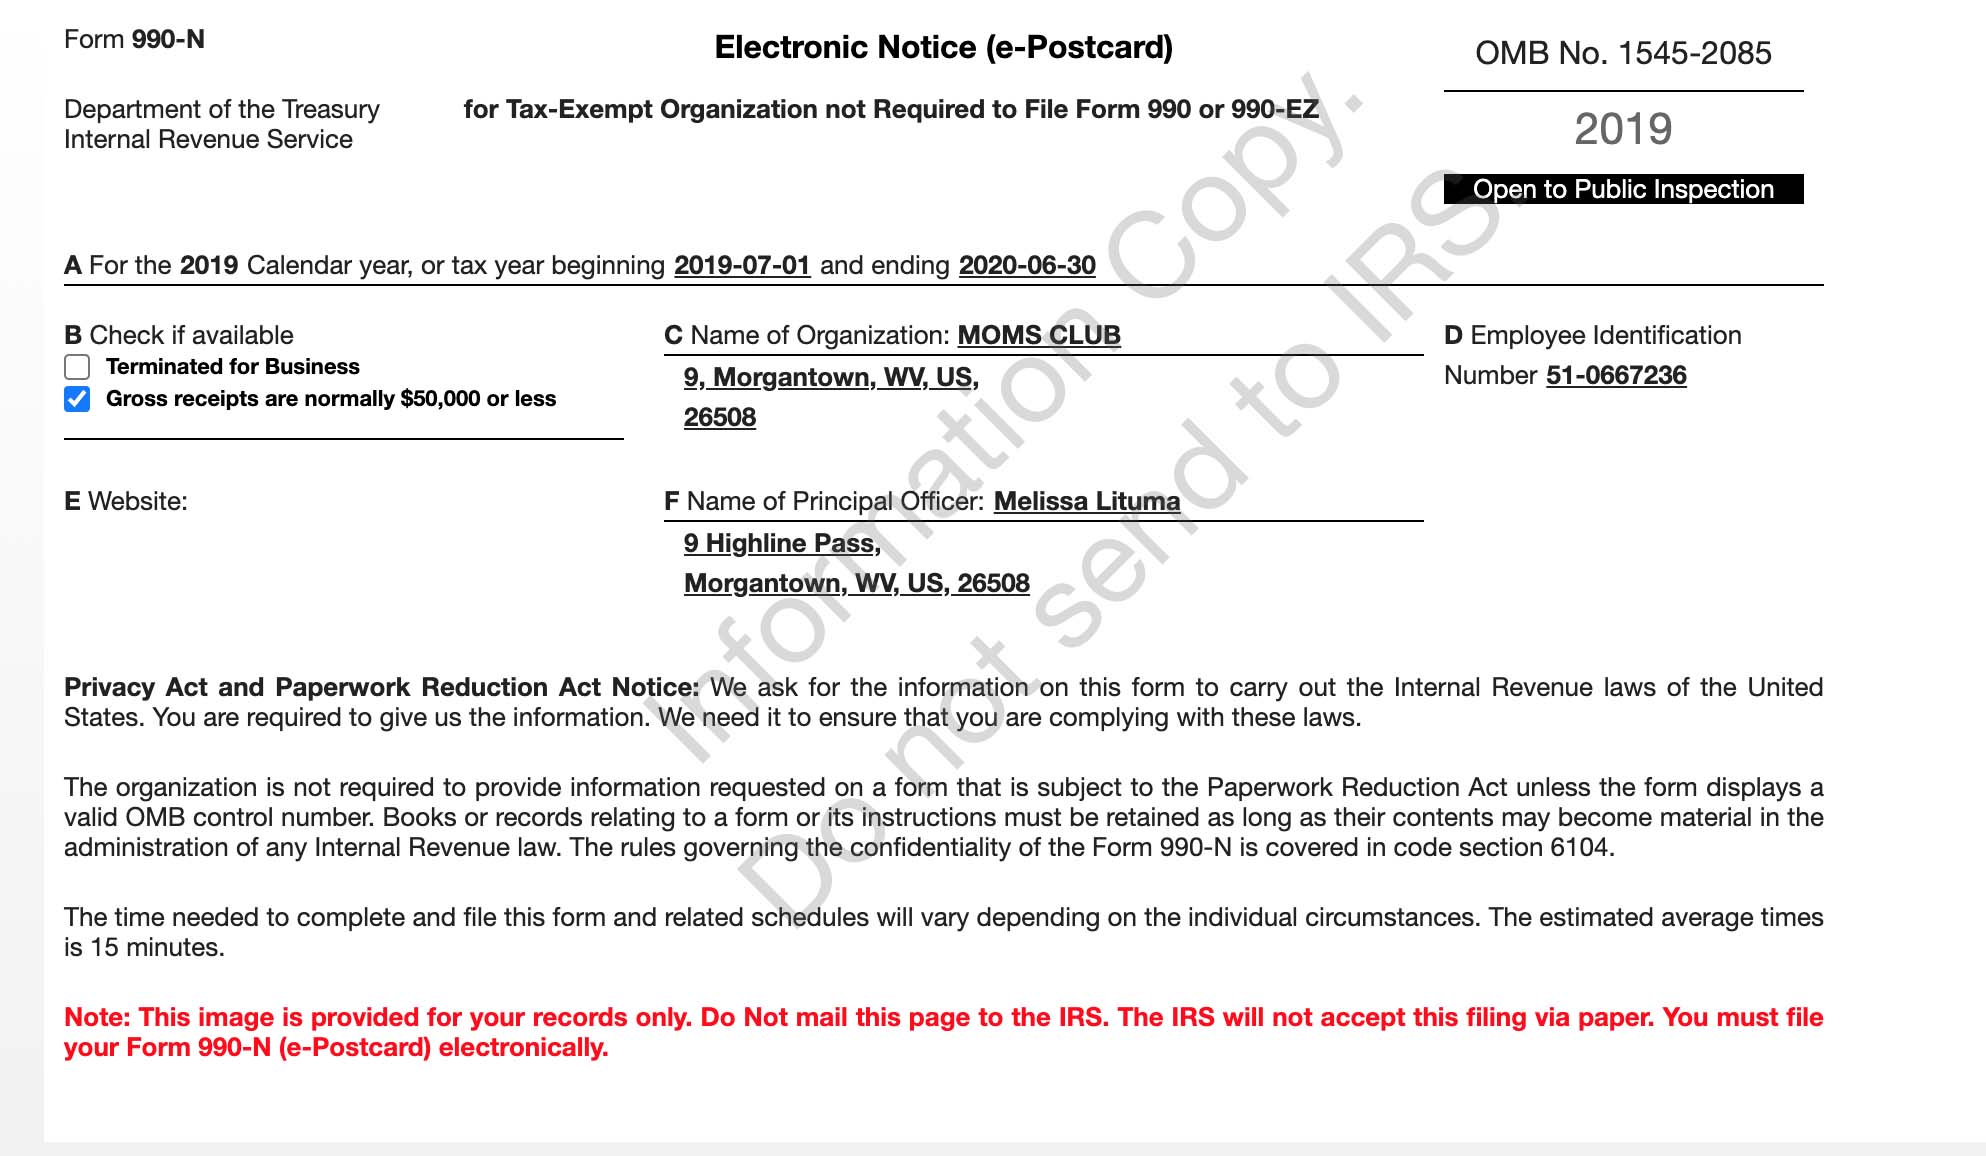 Form 990-N
Electronic Notice (e-Postcard)
OMB No. 1545-2085
Department of the Treasury
Internal Revenue Service
for Tax-Exempt Organization not Required to File Form 990 or 990-EZ
2019
Open to Public Inspection
A For the 2019 Calendar year, or tax year beginning 2019-07-01 and ending 2020-06-30
B Check if available
Terminated for Business
Gross receipts are normally $50,000 or less
C Name of Organization: MOMS CLUB
9, Morgantown, WV, US,
26508
D Employee Identification
Number 51-0667236
E Website:
F Name of Principal Officer: Melissa Lituma
9 Highline Pass,
Morgantown, WV, US, 26508
Privacy Act and Paperwork Reduction Act Notice: We ask for the information on this form to carry out the Internal Revenue laws of the United
States. You are required to give us the information. We need it to ensure that you are complying with these laws.
The organization is not required to provide information requested on a form that is subject to the Paperwork Reduction Act unless the form displays a
valid OMB control number. Books or records relating to a form or its instructions must be retained as long as their contents may become material in the
administration of any Internal Revenue law. The rules governing the confidentiality of the Form 990-N is covered in code section 6104.
The time needed to complete and file this form and related schedules will vary depending on the individual circumstances. The estimated average times
is 15 minutes.
Note: This image is provided for your records only. Do Not mail this page to the IRS. The IRS will not accept this filing via paper. You must file
your Form 990-N (e-Postcard) electronically.
Information Copy.
Do not send to IRS.